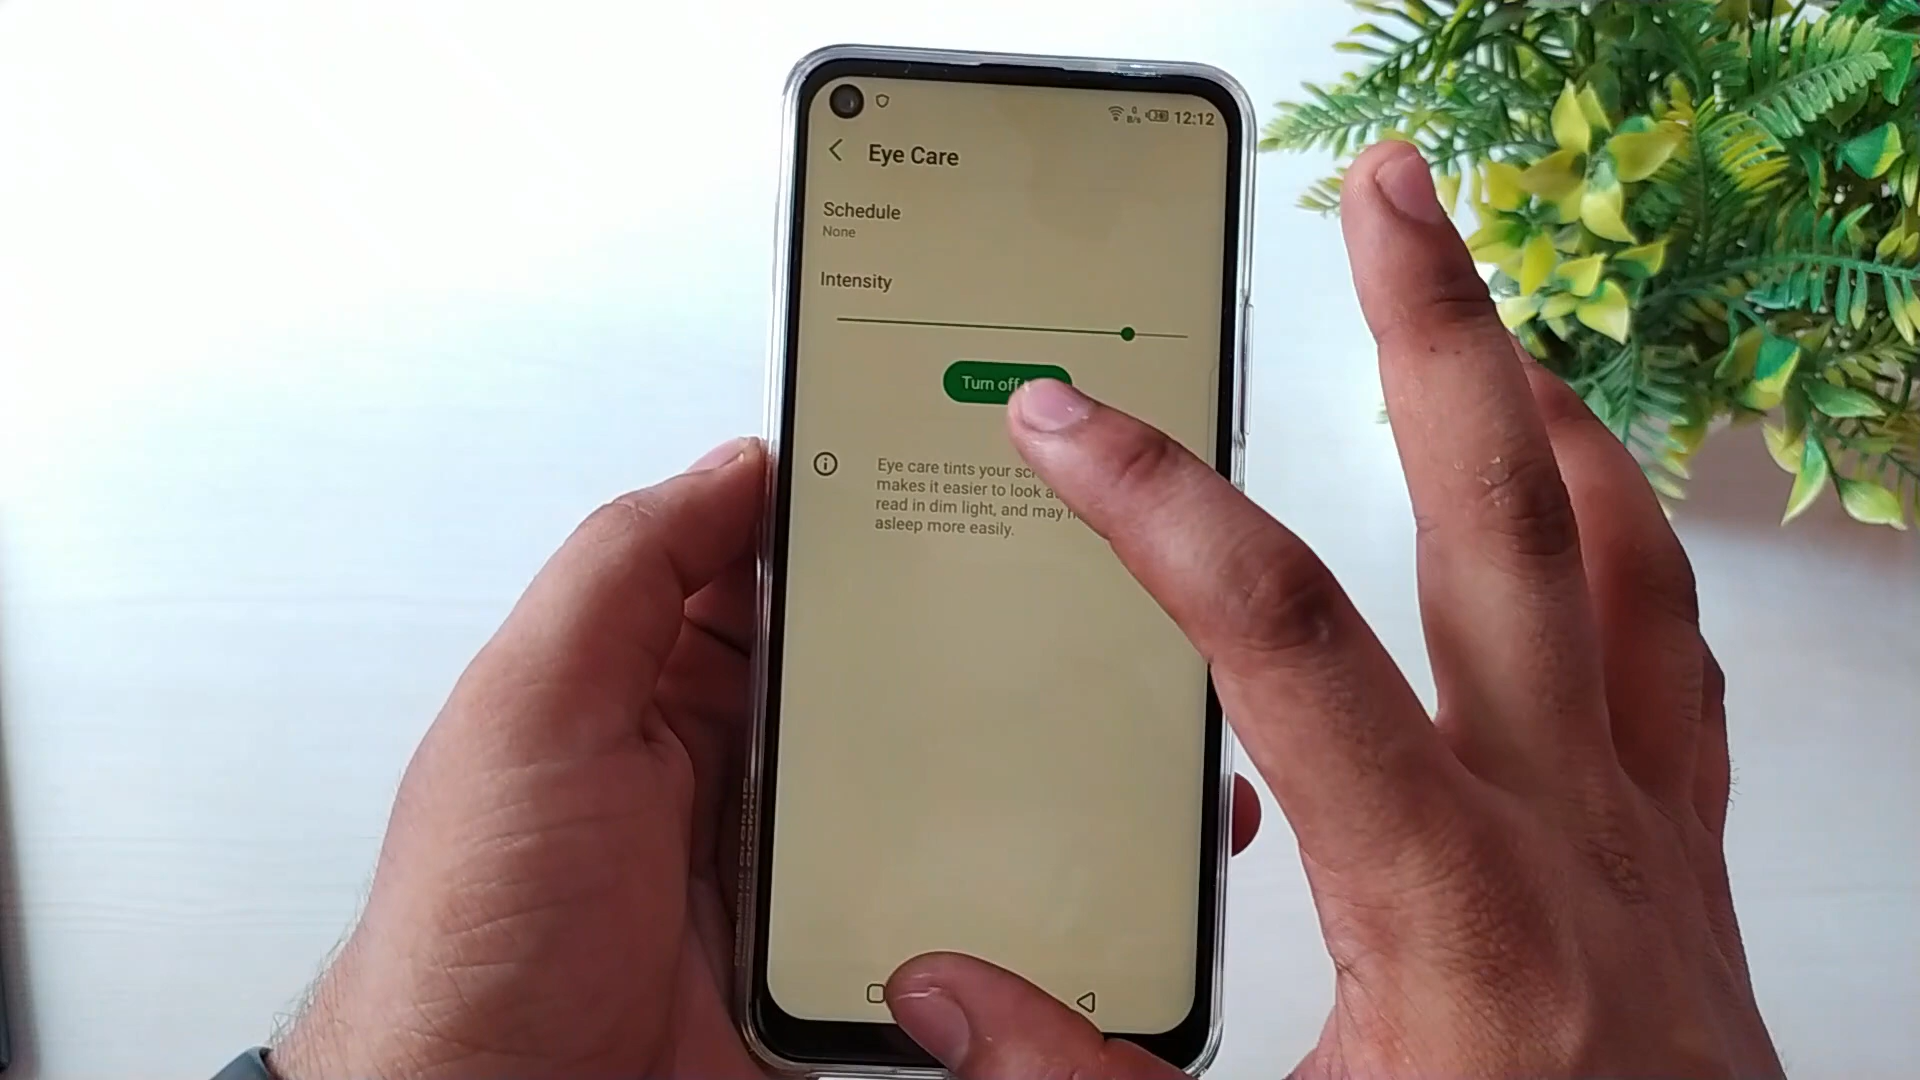 12:12
Eye Care
Schedule
None
Intensity
Turn off
Eye care tints your
makes it easier to look
read in dim light, and may
asleep more easily.